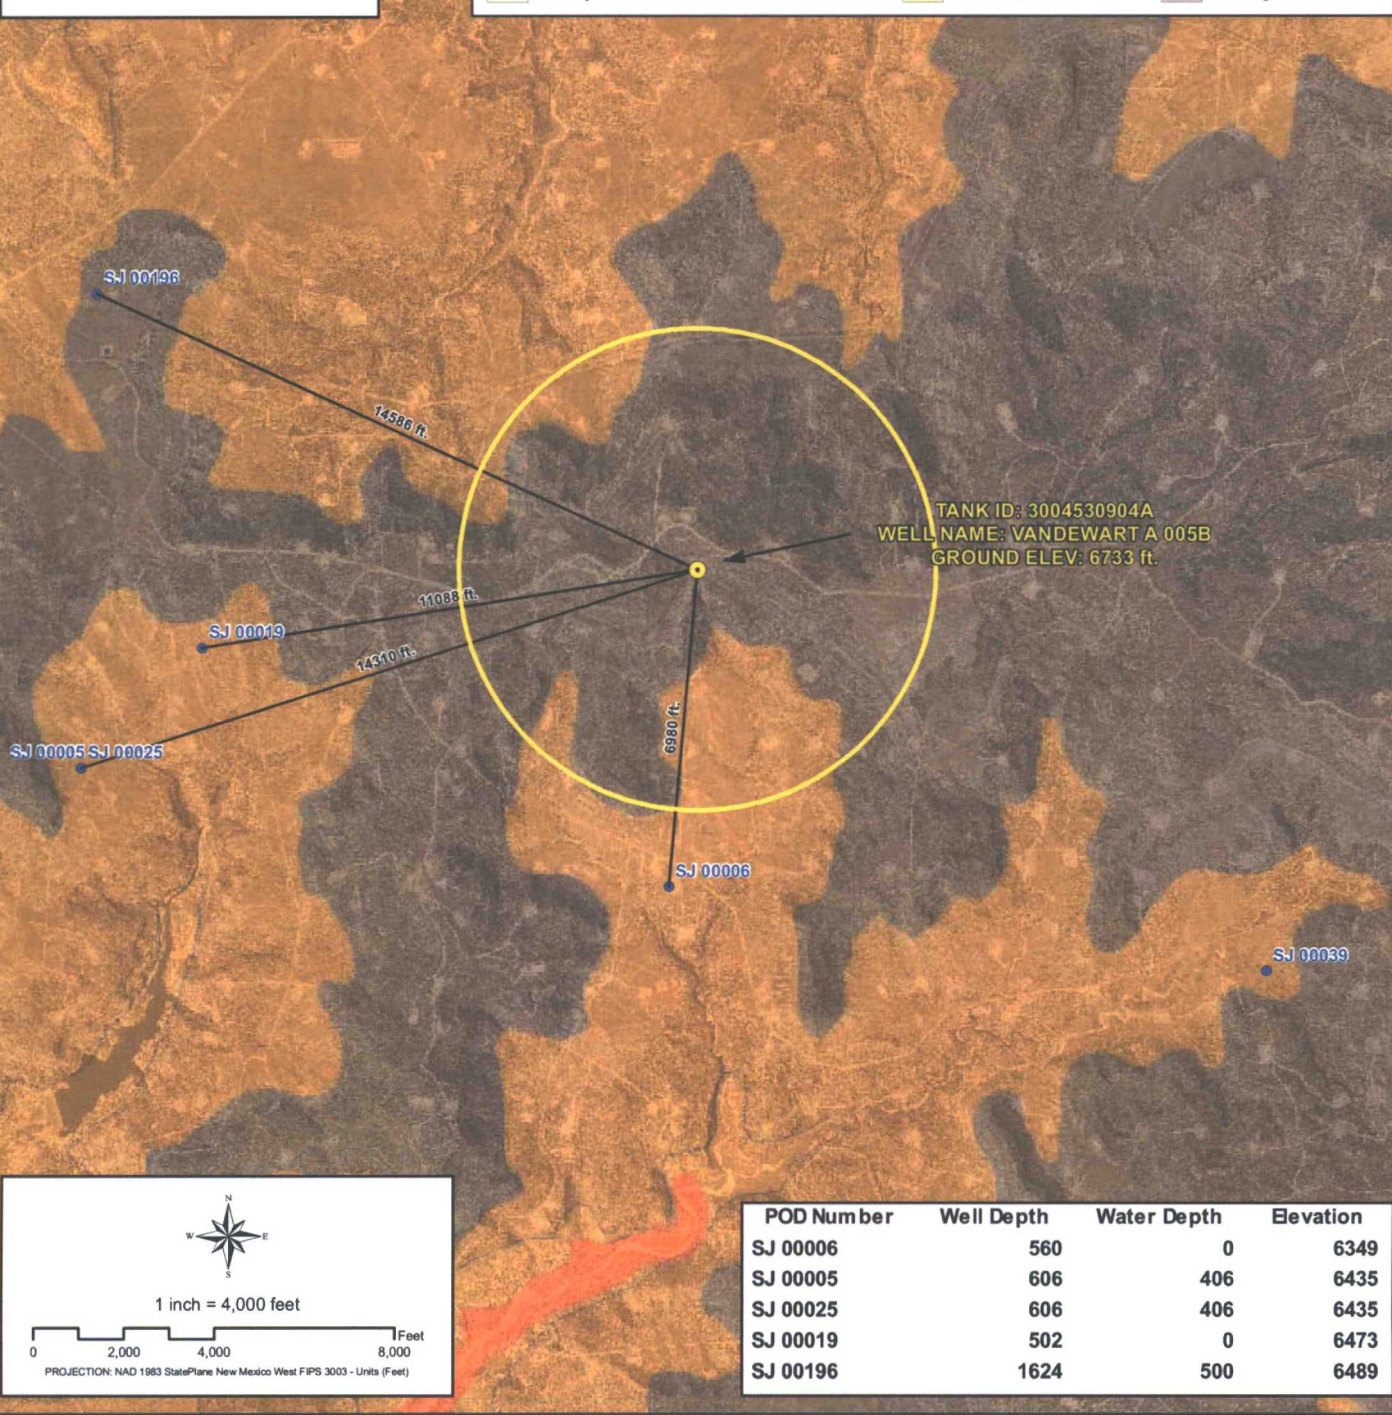 SJ 00196
14586 ft.
TANK ID: 3004530904A
WELL NAME: VANDEWART A 005B
GROUND ELEV: 6733 ft.
11088 ft.
SJ 00019
14310 ft.
6980 ft.
SJ 00005 SJ 00025
SJ 00006
SJ 00039
N
W E
S
1 inch = 4,000 feet
Feet
0 2,000 4,000 8,000
PROJECTION: NAD 1983 StatePlane New Mexico West FIPS 3003 - Units (Feet)
POD Number Well Depth Water Depth Elevation
SJ 00006 560 0 6349
SJ 00005 606 406 6435
SJ 00025 606 406 6435
SJ 00019 502 0 6473
SJ 00196 1624 500 6489